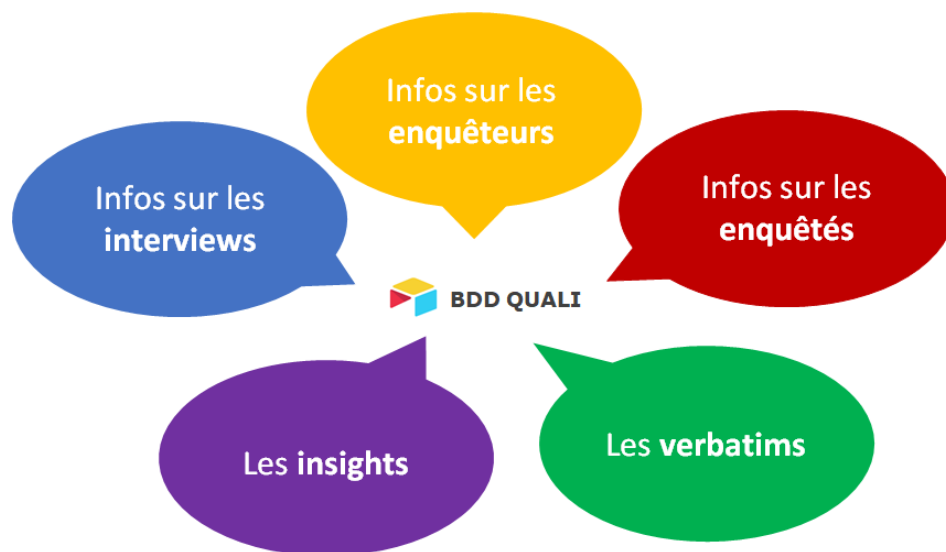 Infos sur les
enquêteurs
Infos sur les
interviews
Infos sur les
enquêtés
BDD QUALI
Les insights
Les verbatims